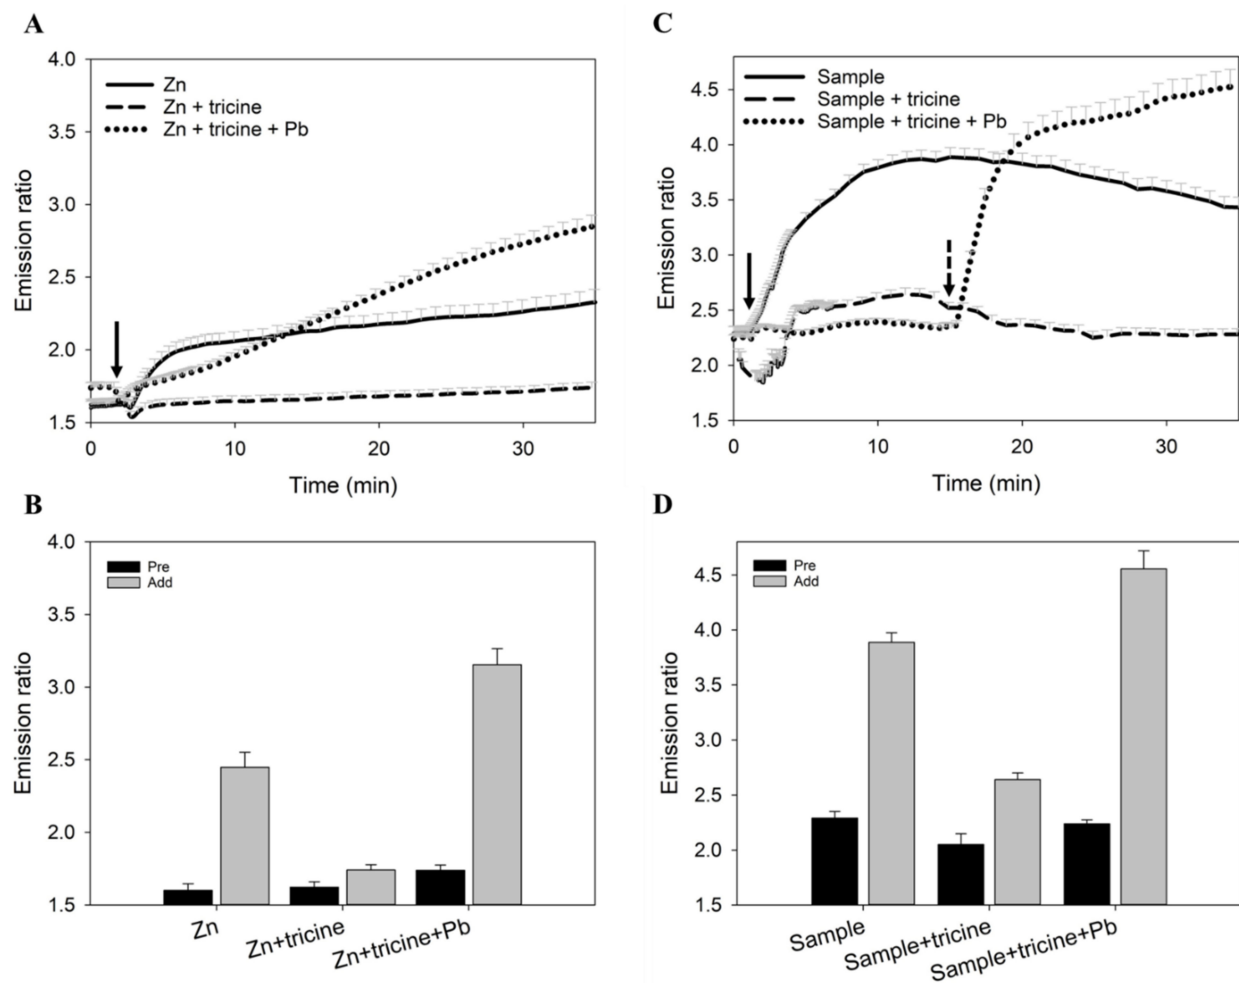 A
Emission ratio
4.0
3.5
3.0
2.5
2.0
1.5
Zn
Zn + tricine
Zn + tricine + Pb
0 10 20 30
Time (min)
C
Emission ratio
4.5
4.0
3.5
3.0
2.5
2.0
1.5
Sample
Sample + tricine
Sample + tricine + Pb
0 10 20 30
Time (min)
B
Emission ratio
4.0
3.5
3.0
2.5
2.0
1.5
Pre
Add
Zn
Zn+tricine
Zn+tricine+Pb
D
Emission ratio
4.5
4.0
3.5
3.0
2.5
2.0
1.5
Pre
Add
Sample
Sample+tricine
Sample+tricine+Pb